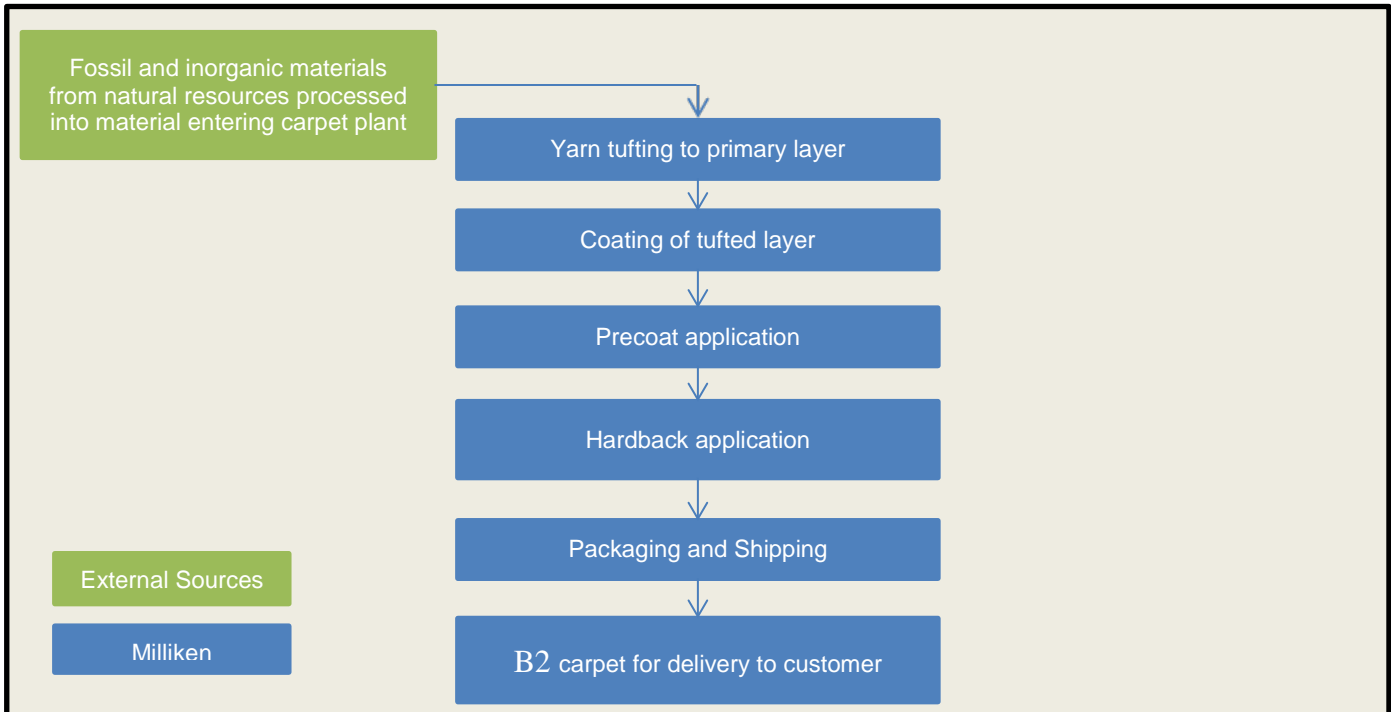 Fossil and inorganic materials
from natural resources processed
into material entering carpet plant
Yarn tufting to primary layer
Coating of tufted layer
Precoat application
Hardback application
Packaging and Shipping
B2 carpet for delivery to customer
External Sources
Milliken